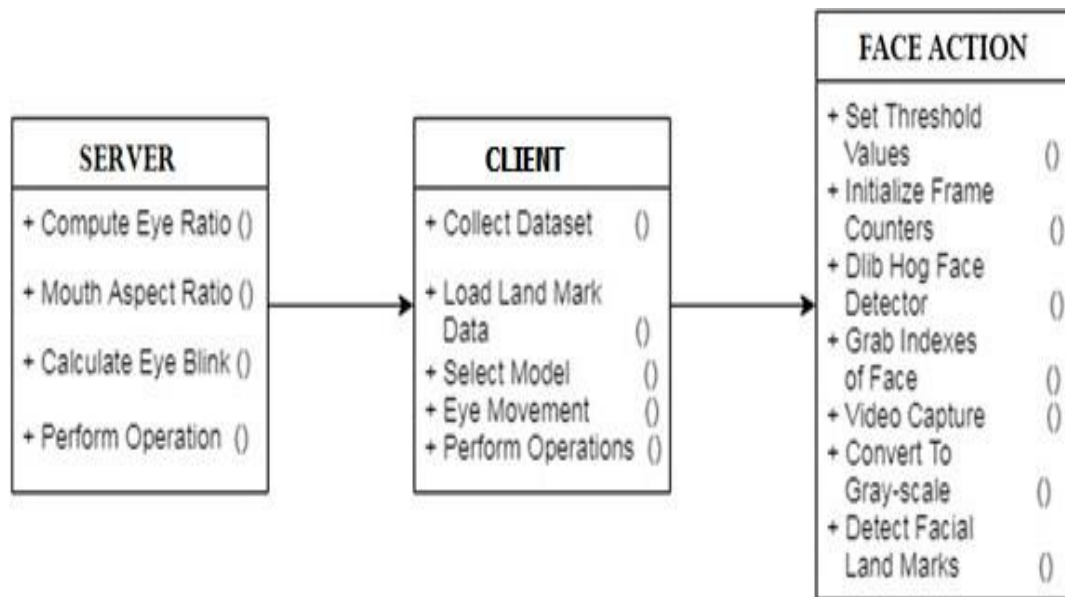 SERVER
+ Compute Eye Ratio ()
+ Mouth Aspect Ratio ()
+ Calculate Eye Blink ()
+ Perform Operation ()
CLIENT
+ Collect Dataset ()
+ Load Land Mark
Data ()
+ Select Model ()
+ Eye Movement ()
+ Perform Operations ()
FACE ACTION
+ Set Threshold
Values ()
+ Initialize Frame
Counters ()
+ Dlib Hog Face
Detector ()
+ Grab Indexes
of Face ()
+ Video Capture ()
+ Convert To
Gray-scale ()
+ Detect Facial
Land Marks ()